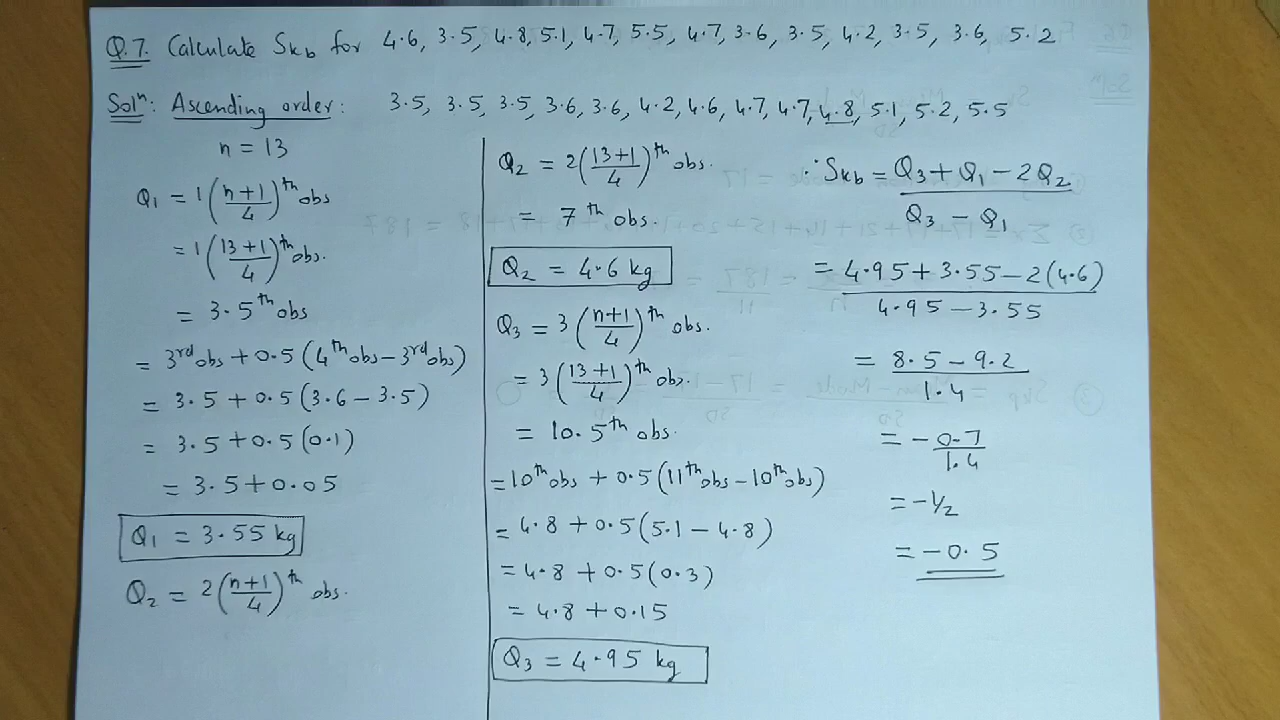 Q.7. Calculate Skb for 4.6, 3.5, 4.8, 5.1, 4.7, 5.5, 4.7, 3.6, 3.5, 4.2, 3.5, 3.6, 5.2
Solⁿ: Ascending order: 3.5, 3.5, 3.5, 3.6, 3.6, 4.2, 4.6, 4.7, 4.7, 4.8, 5.1, 5.2, 5.5
n = 13
Q₁ = 1((n+1)/4)ᵗʰ obs
= 1((13+1)/4)ᵗʰ obs.
= 3.5ᵗʰ obs
= 3ʳᵈ obs + 0.5 (4ᵗʰ obs – 3ʳᵈ obs)
= 3.5 + 0.5 (3.6 – 3.5)
= 3.5 + 0.5 (0.1)
= 3.5 + 0.05
Q₁ = 3.55 kg
Q₂ = 2((n+1)/4)ᵗʰ obs.
Q₂ = 2((13+1)/4)ᵗʰ obs.
= 7ᵗʰ obs.
Q₂ = 4.6 kg
Q₃ = 3((n+1)/4)ᵗʰ obs.
= 3((13+1)/4)ᵗʰ obs.
= 10.5ᵗʰ obs.
= 10ᵗʰ obs + 0.5 (11ᵗʰ obs – 10ᵗʰ obs)
= 4.8 + 0.5 (5.1 – 4.8)
= 4.8 + 0.5 (0.3)
= 4.8 + 0.15
Q₃ = 4.95 kg
∴ Skb = (Q₃ + Q₁ – 2Q₂)/(Q₃ – Q₁)
= (4.95 + 3.55 – 2(4.6))/(4.95 – 3.55)
= (8.5 – 9.2)/1.4
= – 0.7/1.4
= –1/2
= –0.5